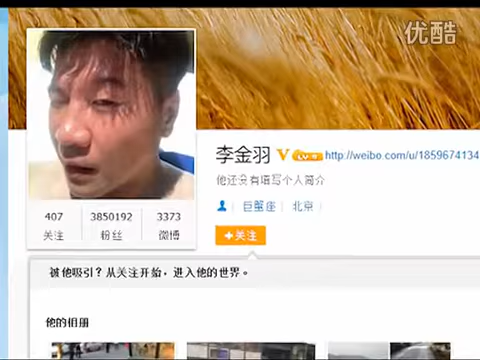 优酷
李金羽 V http://weibo.com/u/1859674134
他还没有填写个人简介
巨蟹座 北京
407 3850192 3373
关注 粉丝 微博
+关注
被他吸引？从关注开始，进入他的世界。
他的相册